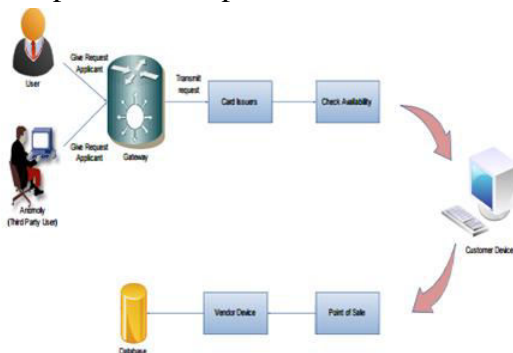 Give Request
Applicant
User
Transmit
request
Card Issuers
Check Availability
Gateway
Give Request
Applicant
Anomoly
(Third Party User)
Customer Device
Vendor Device
Point of Sale
Database